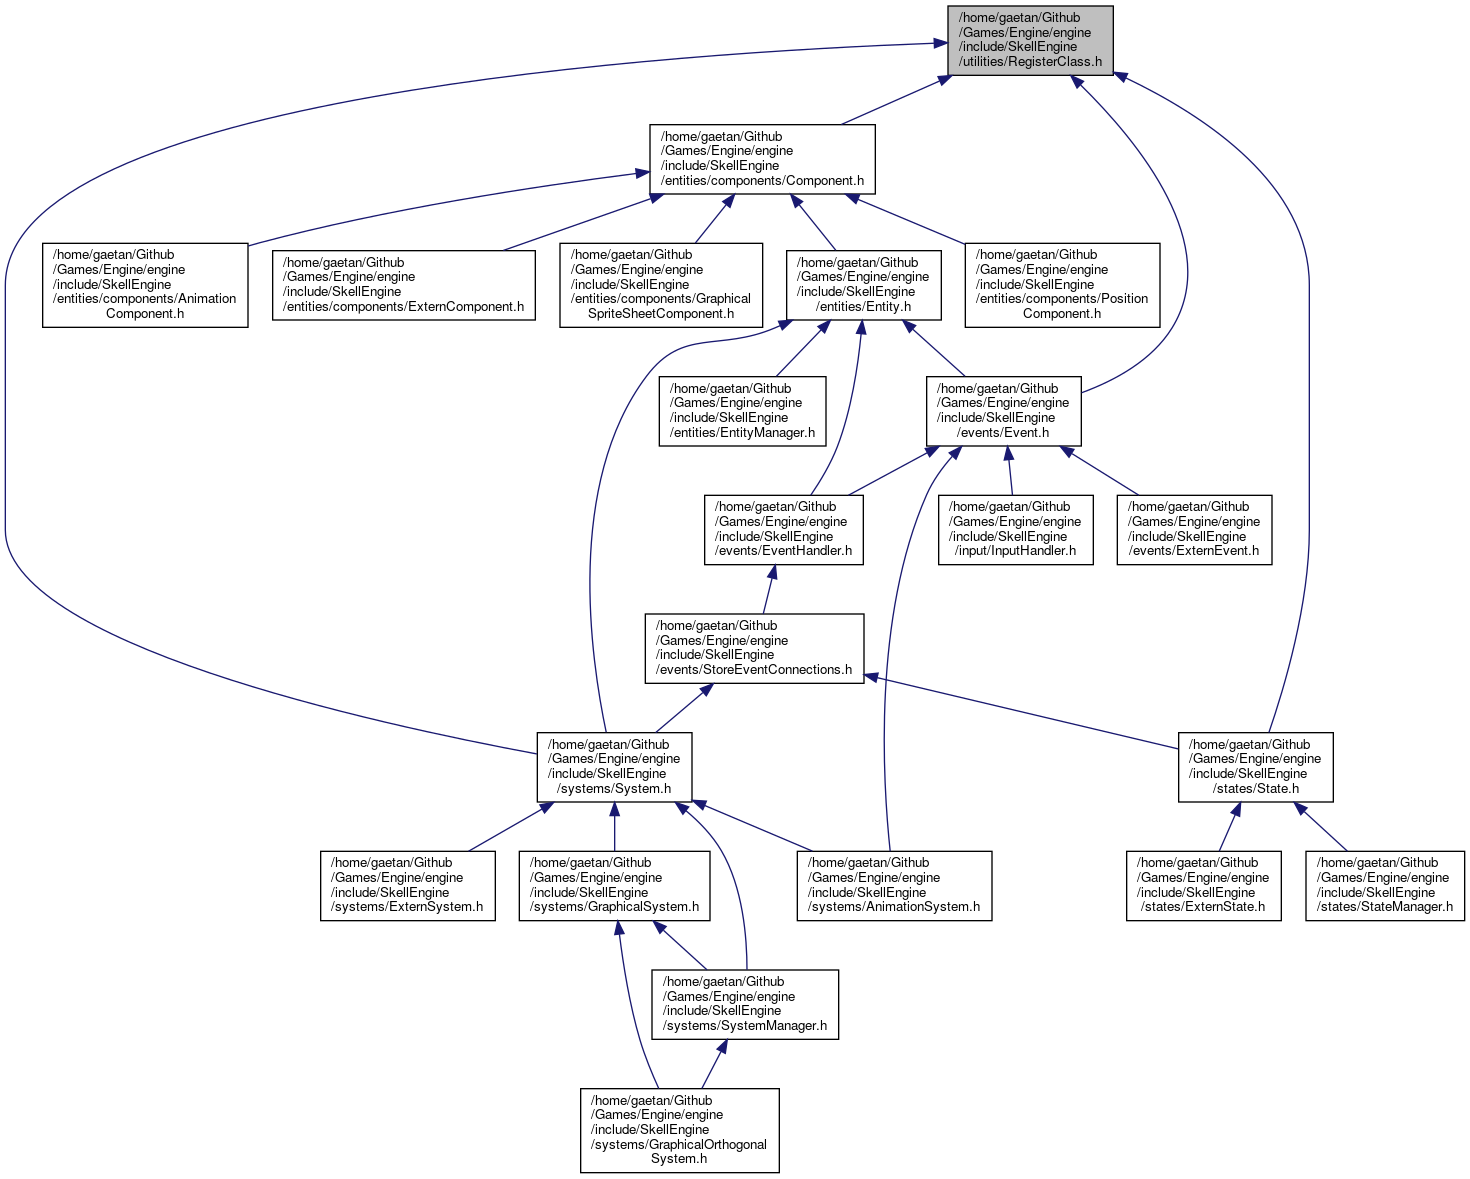 /home/gaetan/Github
/Games/Engine/engine
/include/SkellEngine
/utilities/RegisterClass.h
/home/gaetan/Github
/Games/Engine/engine
/include/SkellEngine
/entities/components/Component.h
/home/gaetan/Github
/Games/Engine/engine
/include/SkellEngine
/entities/components/Animation
Component.h
/home/gaetan/Github
/Games/Engine/engine
/include/SkellEngine
/entities/components/ExternComponent.h
/home/gaetan/Github
/Games/Engine/engine
/include/SkellEngine
/entities/components/Graphical
SpriteSheetComponent.h
/home/gaetan/Github
/Games/Engine/engine
/include/SkellEngine
/entities/Entity.h
/home/gaetan/Github
/Games/Engine/engine
/include/SkellEngine
/entities/components/Position
Component.h
/home/gaetan/Github
/Games/Engine/engine
/include/SkellEngine
/entities/EntityManager.h
/home/gaetan/Github
/Games/Engine/engine
/include/SkellEngine
/events/Event.h
/home/gaetan/Github
/Games/Engine/engine
/include/SkellEngine
/events/EventHandler.h
/home/gaetan/Github
/Games/Engine/engine
/include/SkellEngine
/input/InputHandler.h
/home/gaetan/Github
/Games/Engine/engine
/include/SkellEngine
/events/ExternEvent.h
/home/gaetan/Github
/Games/Engine/engine
/include/SkellEngine
/events/StoreEventConnections.h
/home/gaetan/Github
/Games/Engine/engine
/include/SkellEngine
/systems/System.h
/home/gaetan/Github
/Games/Engine/engine
/include/SkellEngine
/states/State.h
/home/gaetan/Github
/Games/Engine/engine
/include/SkellEngine
/systems/ExternSystem.h
/home/gaetan/Github
/Games/Engine/engine
/include/SkellEngine
/systems/GraphicalSystem.h
/home/gaetan/Github
/Games/Engine/engine
/include/SkellEngine
/systems/AnimationSystem.h
/home/gaetan/Github
/Games/Engine/engine
/include/SkellEngine
/states/ExternState.h
/home/gaetan/Github
/Games/Engine/engine
/include/SkellEngine
/states/StateManager.h
/home/gaetan/Github
/Games/Engine/engine
/include/SkellEngine
/systems/SystemManager.h
/home/gaetan/Github
/Games/Engine/engine
/include/SkellEngine
/systems/GraphicalOrthogonal
System.h